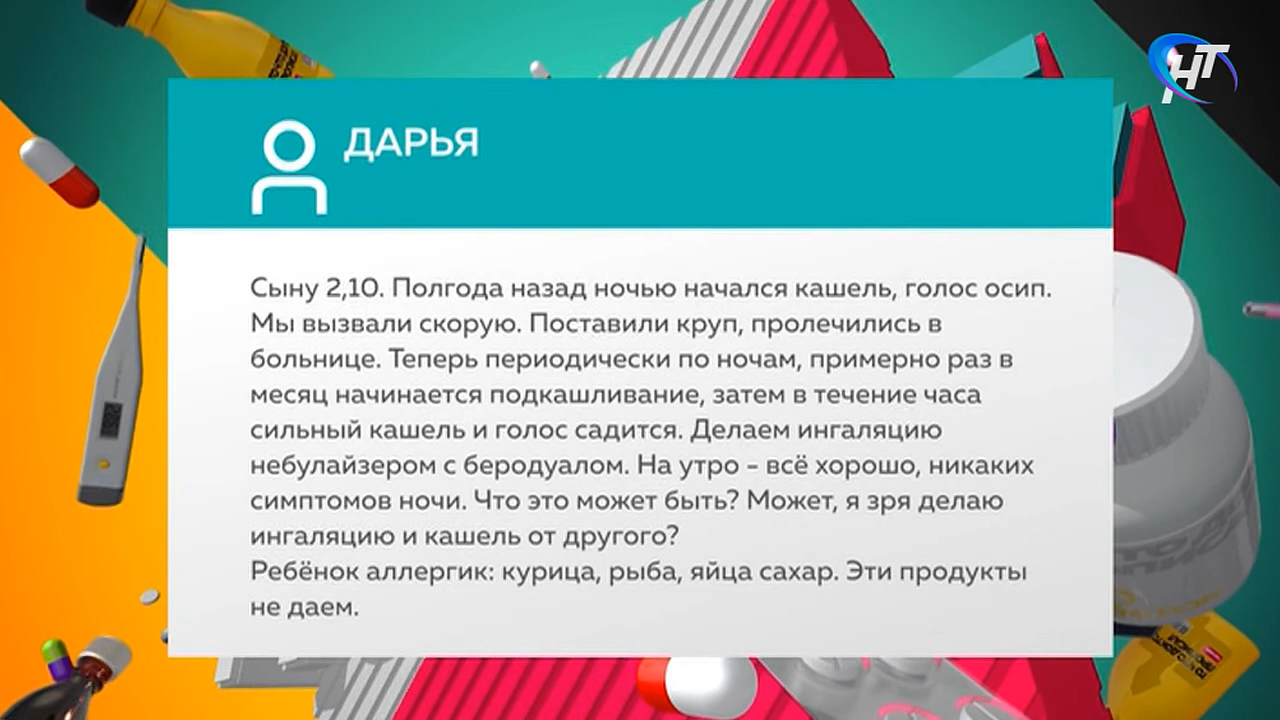 НТ
ДАРЬЯ
Сыну 2,10. Полгода назад ночью начался кашель, голос осип.
Мы вызвали скорую. Поставили круп, пролечились в
больнице. Теперь периодически по ночам, примерно раз в
месяц начинается подкашливание, затем в течение часа
сильный кашель и голос садится. Делаем ингаляцию
небулайзером с беродуалом. На утро - всё хорошо, никаких
симптомов ночи. Что это может быть? Может, я зря делаю
ингаляцию и кашель от другого?
Ребёнок аллергик: курица, рыба, яйца сахар. Эти продукты
не даем.